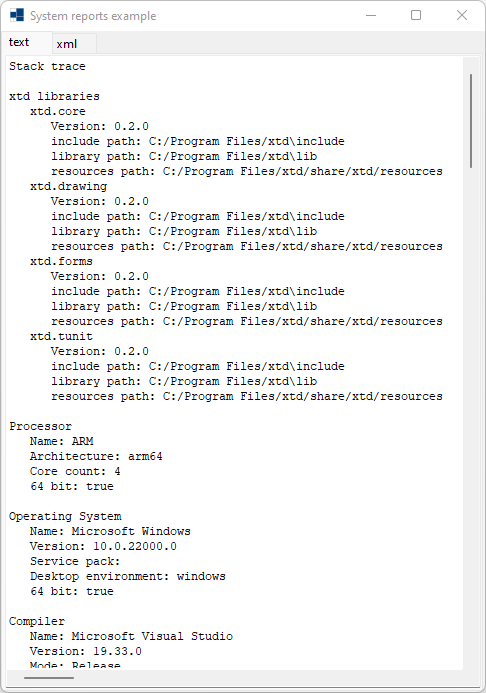 System reports example
text
xml
Stack trace
xtd libraries
xtd.core
Version: 0.2.0
include path: C:/Program Files/xtd\include
library path: C:/Program Files/xtd\lib
resources path: C:/Program Files/xtd/share/xtd/resources
xtd.drawing
Version: 0.2.0
include path: C:/Program Files/xtd\include
library path: C:/Program Files/xtd\lib
resources path: C:/Program Files/xtd/share/xtd/resources
xtd.forms
Version: 0.2.0
include path: C:/Program Files/xtd\include
library path: C:/Program Files/xtd\lib
resources path: C:/Program Files/xtd/share/xtd/resources
xtd.tunit
Version: 0.2.0
include path: C:/Program Files/xtd\include
library path: C:/Program Files/xtd\lib
resources path: C:/Program Files/xtd/share/xtd/resources
Processor
Name: ARM
Architecture: arm64
Core count: 4
64 bit: true
Operating System
Name: Microsoft Windows
Version: 10.0.22000.0
Service pack:
Desktop environment: windows
64 bit: true
Compiler
Name: Microsoft Visual Studio
Version: 19.33.0
Mode: Release